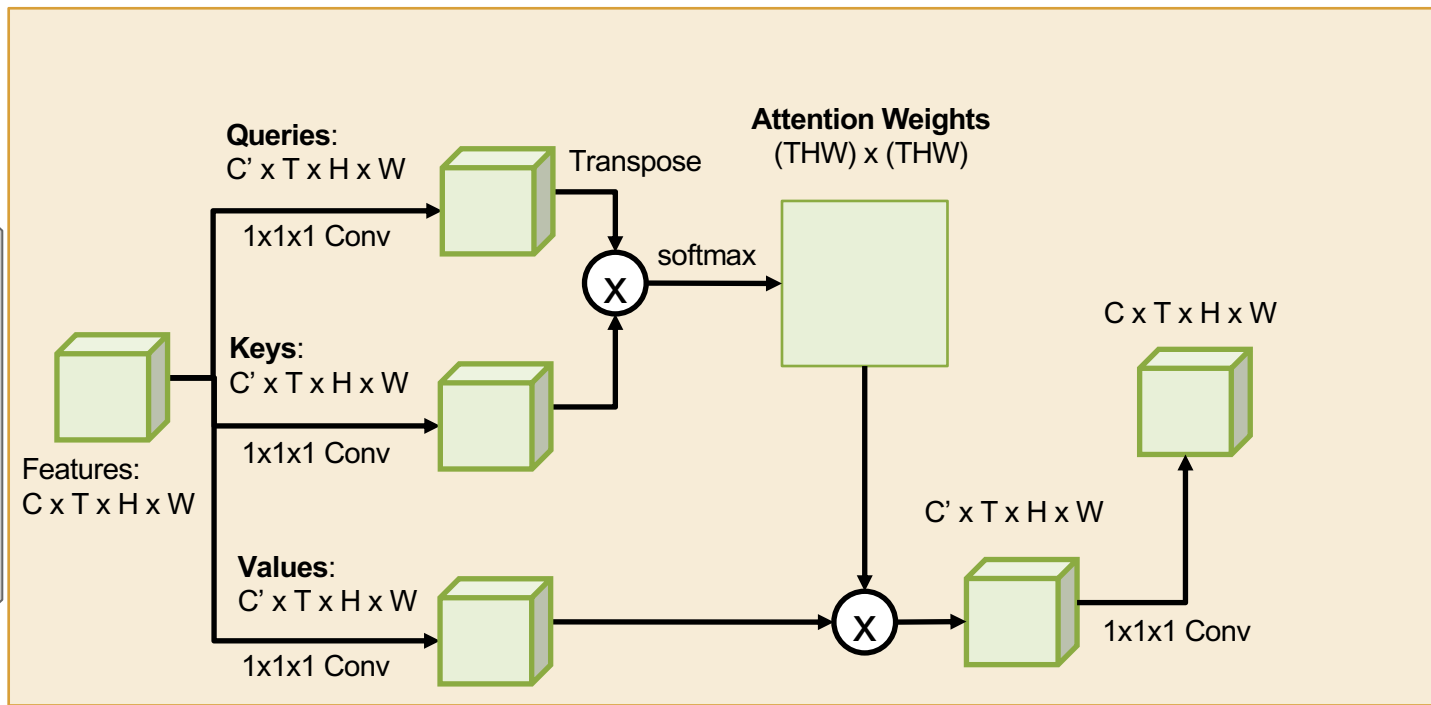 Queries:
C’ x T x H x W
1x1x1 Conv
Transpose
Attention Weights
(THW) x (THW)
x
softmax
Keys:
C’ x T x H x W
1x1x1 Conv
Features:
C x T x H x W
Values:
C’ x T x H x W
1x1x1 Conv
x
C’ x T x H x W
1x1x1 Conv
C x T x H x W